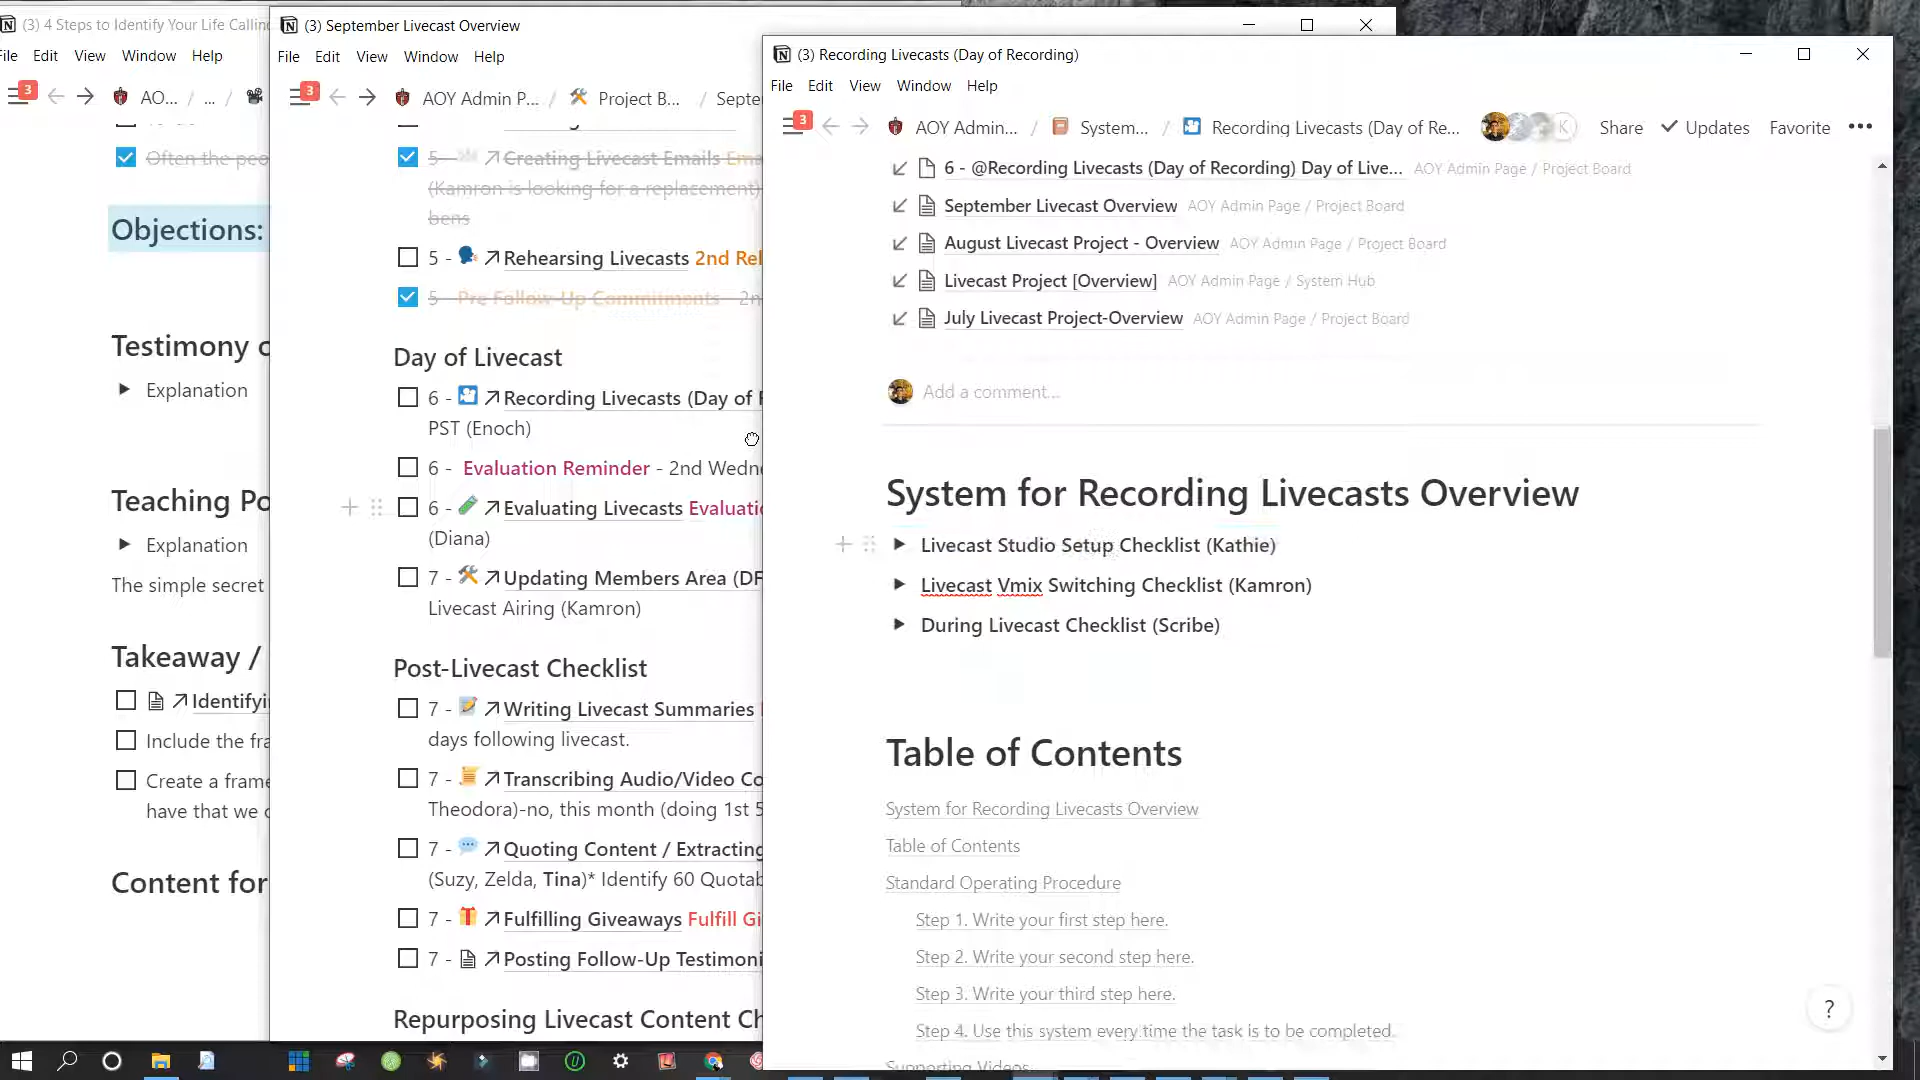 (3) 4 Steps to Identify Your Life Calling
File Edit View Window Help
3 AO... / ... /
Often the peo
Objections:
Testimony o
Explanation
Teaching Po
Explanation
The simple secret
Takeaway /
Identifyi
Include the fra
Create a frame
have that we c
Content for
(3) September Livecast Overview
File Edit View Window Help
3 AOY Admin P... / Project B... / Septe
5 - Creating Livecast Emails Ema
(Kamron is looking for a replacement)
bens
5 - Rehearsing Livecasts 2nd Reh
5 - Pre Follow-Up Commitments - 2n
Day of Livecast
6 - Recording Livecasts (Day of R
PST (Enoch)
6 - Evaluation Reminder - 2nd Wedne
6 - Evaluating Livecasts Evaluatio
(Diana)
7 - Updating Members Area (DF
Livecast Airing (Kamron)
Post-Livecast Checklist
7 - Writing Livecast Summaries
days following livecast.
7 - Transcribing Audio/Video Co
Theodora)-no, this month (doing 1st 5
7 - Quoting Content / Extracting
(Suzy, Zelda, Tina)* Identify 60 Quotab
7 - Fulfilling Giveaways Fulfill Gi
7 - Posting Follow-Up Testimoni
Repurposing Livecast Content Ch
(3) Recording Livecasts (Day of Recording)
File Edit View Window Help
3 AOY Admin... / System... / Recording Livecasts (Day of Re... K Share Updates Favorite •••
6 - @Recording Livecasts (Day of Recording) Day of Live... AOY Admin Page / Project Board
September Livecast Overview AOY Admin Page / Project Board
August Livecast Project - Overview AOY Admin Page / Project Board
Livecast Project [Overview] AOY Admin Page / System Hub
July Livecast Project-Overview AOY Admin Page / Project Board
Add a comment...
System for Recording Livecasts Overview
Livecast Studio Setup Checklist (Kathie)
Livecast Vmix Switching Checklist (Kamron)
During Livecast Checklist (Scribe)
Table of Contents
System for Recording Livecasts Overview
Table of Contents
Standard Operating Procedure
Step 1. Write your first step here.
Step 2. Write your second step here.
Step 3. Write your third step here.
Step 4. Use this system every time the task is to be completed.
Supporting Videos
?